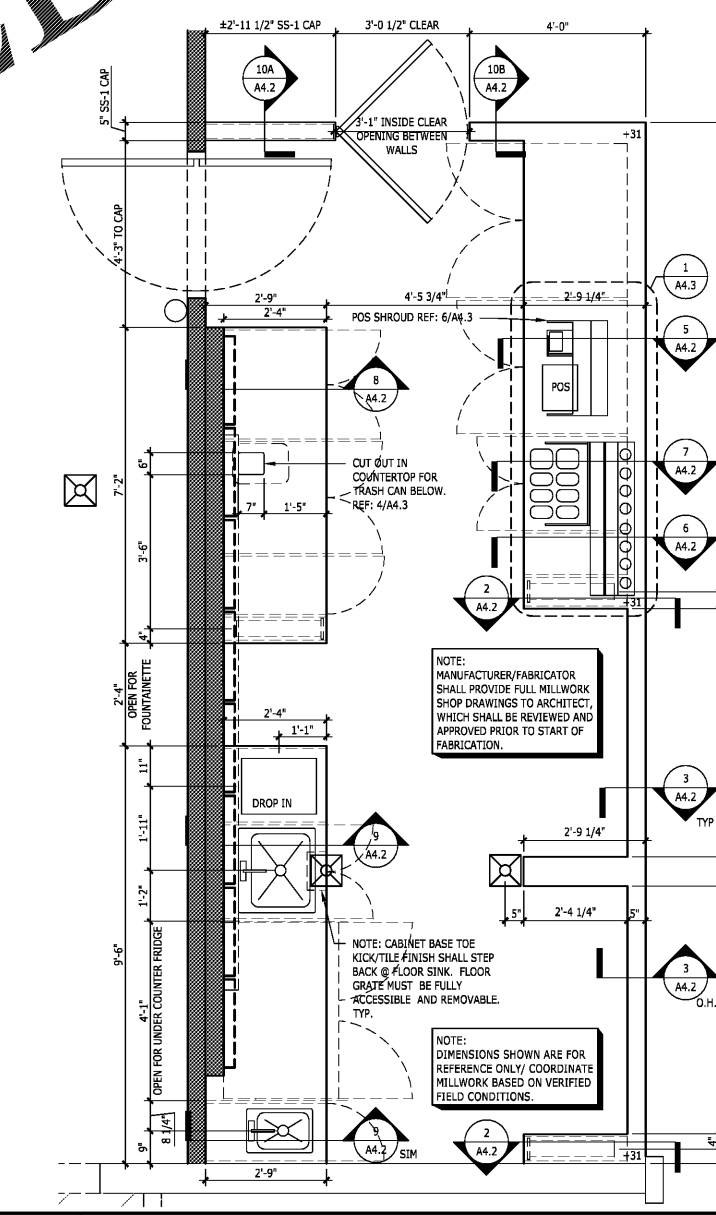 ±2'-11 1/2" SS-1 CAP
3'-0 1/2" CLEAR
4'-0"
10A
A4.2
10B
A4.2
5" SS-1 CAP
3'-1" INSIDE CLEAR
OPENING BETWEEN
WALLS
+31
4'-3" TO CAP
1
A4.3
2'-9"
4'-5 3/4"
2'-9 1/4"
2'-4"
POS SHROUD REF: 6/A4.3
5
A4.2
8
A4.2
POS
6"
CUT OUT IN
COUNTERTOP FOR
TRASH CAN BELOW.
REF: 4/A4.3
7
A4.2
7'-2"
7"
1'-5"
6
A4.2
3'-6"
2
A4.2
+31
4"
2'-4"
OPEN FOR
FOUNTAINETTE
NOTE:
MANUFACTURER/FABRICATOR
SHALL PROVIDE FULL MILLWORK
SHOP DRAWINGS TO ARCHITECT,
WHICH SHALL BE REVIEWED AND
APPROVED PRIOR TO START OF
FABRICATION.
2'-4"
1'-1"
11"
DROP IN
3
A4.2
TYP
1'-11"
9
A4.2
2'-9 1/4"
1'-2"
5"
2'-4 1/4"
5"
9'-6"
OPEN FOR UNDER COUNTER FRIDGE
4'-1"
NOTE: CABINET BASE TOE
KICK/TILE FINISH SHALL STEP
BACK @ FLOOR SINK. FLOOR
GRATE MUST BE FULLY
ACCESSIBLE AND REMOVABLE.
TYP.
3
A4.2
O.H.
NOTE:
DIMENSIONS SHOWN ARE FOR
REFERENCE ONLY/ COORDINATE
MILLWORK BASED ON VERIFIED
FIELD CONDITIONS.
8 1/4"
9"
9
A4.2
SIM
2
A4.2
+31
4"
2'-9"